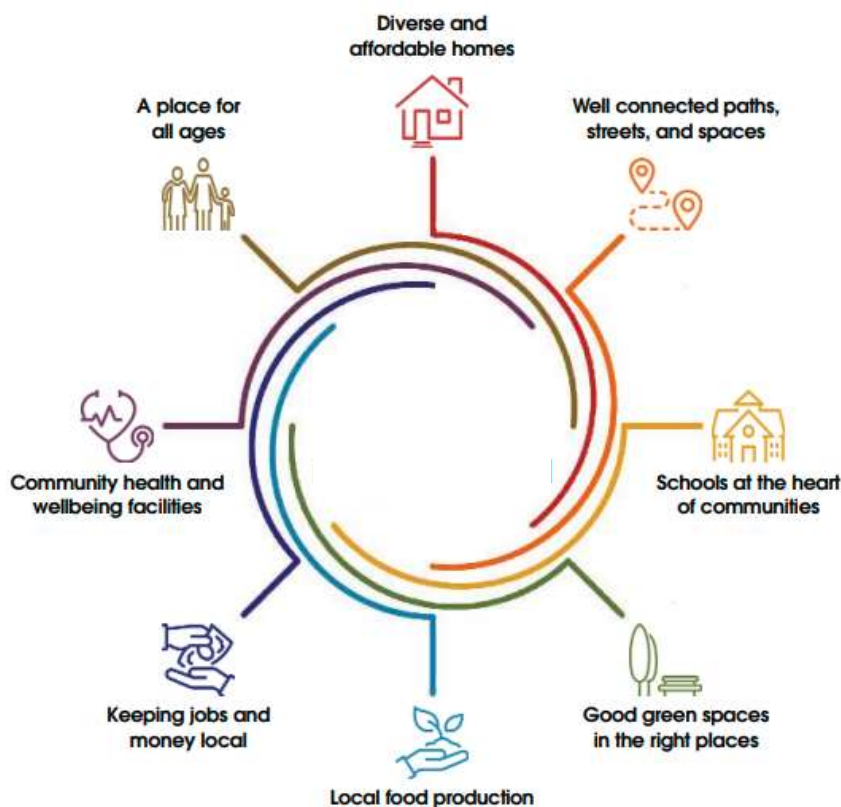 Diverse and
affordable homes
Well connected paths,
streets, and spaces
Schools at the heart
of communities
Good green spaces
in the right places
Local food production
Keeping jobs and
money local
Community health and
wellbeing facilities
A place for
all ages